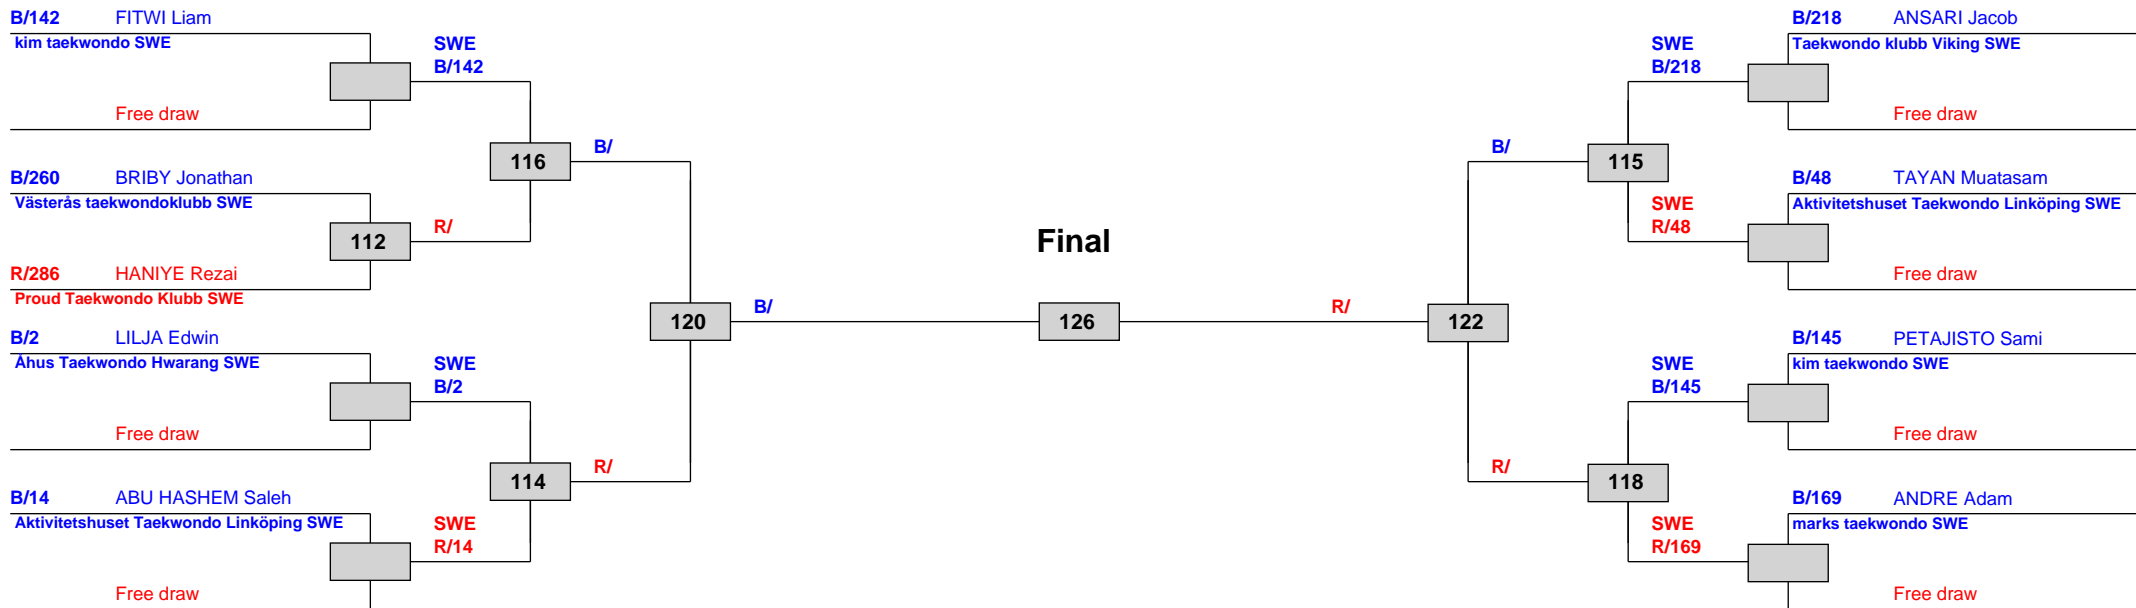 B/142 FITWI Liam
kim taekwondo SWE
SWE
B/142
Free draw
116
B/
B/260 BRIBY Jonathan
Västerås taekwondoklubb SWE
112
R/
R/286 HANIYE Rezai
Proud Taekwondo Klubb SWE
120
B/
B/2 LILJA Edwin
Åhus Taekwondo Hwarang SWE
SWE
B/2
Free draw
114
R/
B/14 ABU HASHEM Saleh
Aktivitetshuset Taekwondo Linköping SWE
SWE
R/14
Free draw
Final
126
R/
122
B/218 ANSARI Jacob
Taekwondo klubb Viking SWE
SWE
B/218
Free draw
B/
115
B/48 TAYAN Muatasam
Aktivitetshuset Taekwondo Linköping SWE
SWE
R/48
Free draw
B/145 PETAJISTO Sami
kim taekwondo SWE
SWE
B/145
Free draw
R/
118
B/169 ANDRE Adam
marks taekwondo SWE
SWE
R/169
Free draw